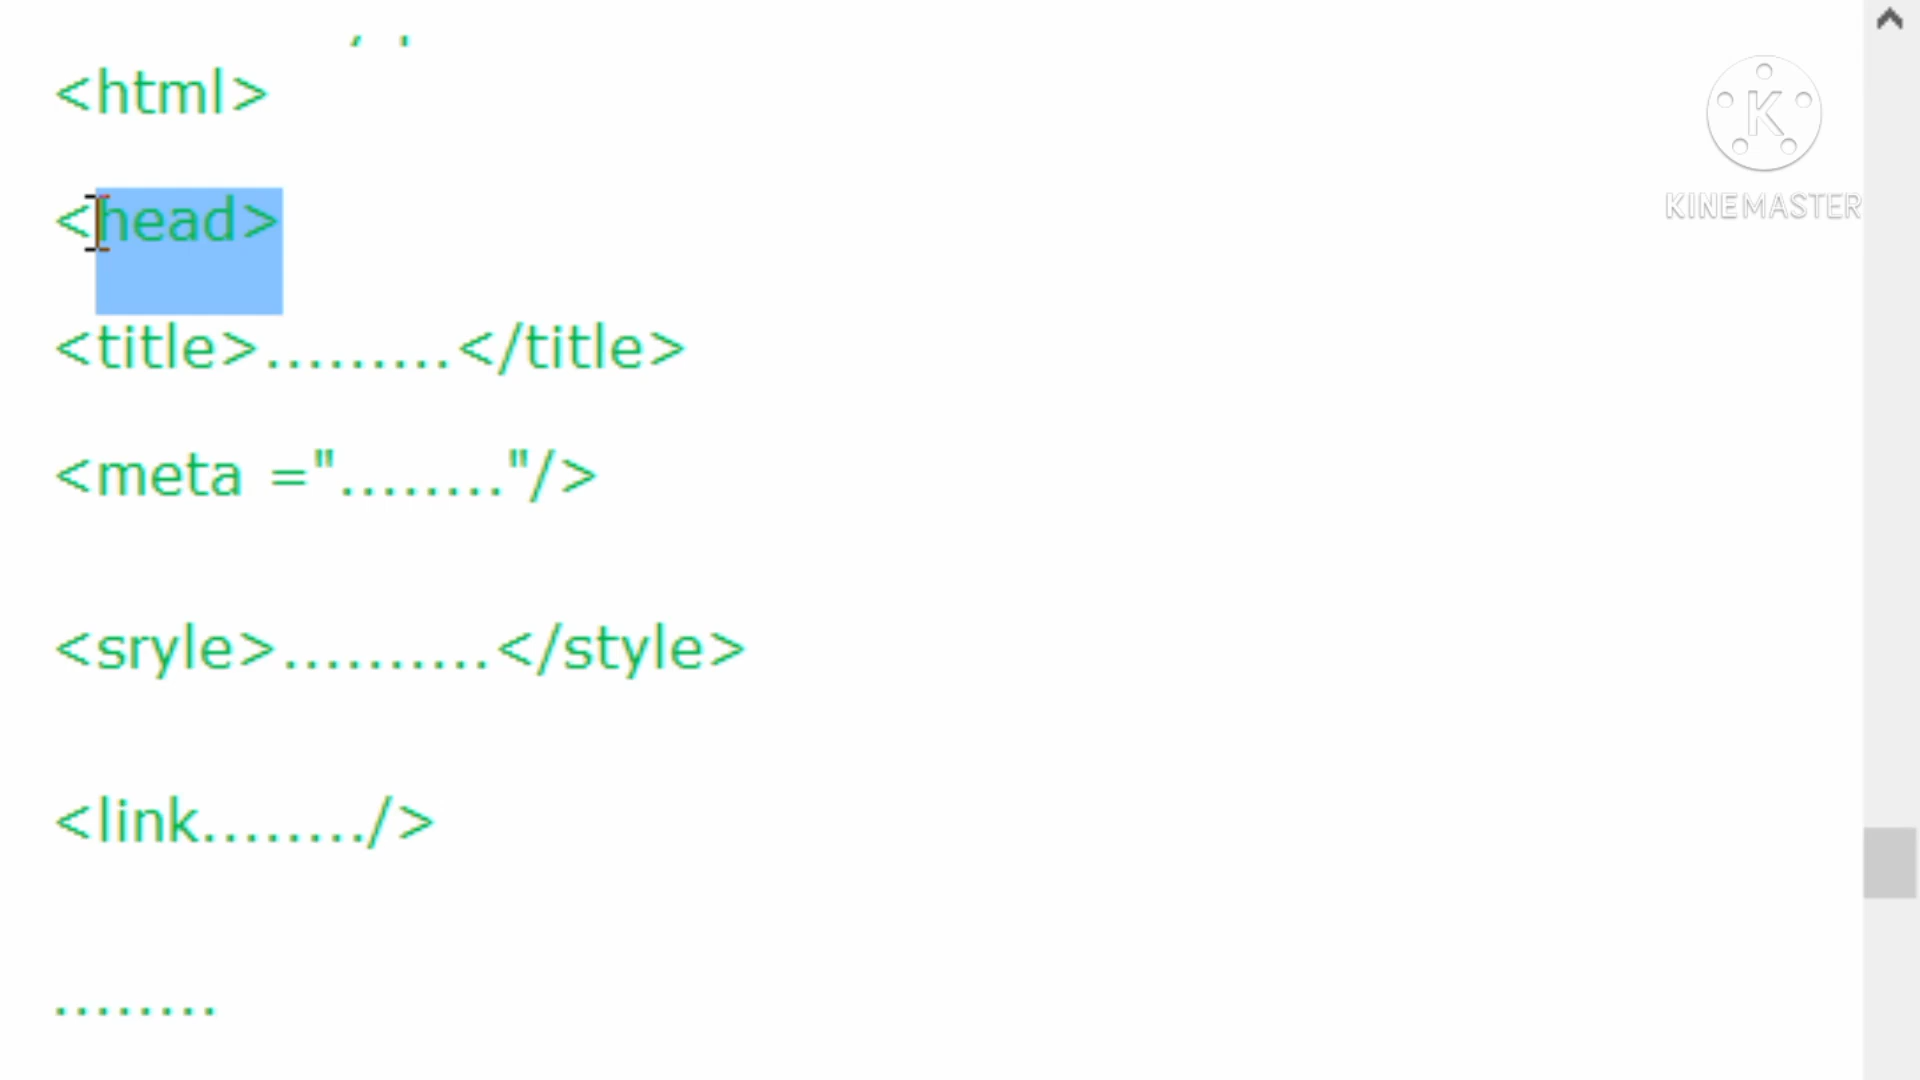 <html>
K
KINEMASTER
<head>
<title>.........</title>
<meta ="........"/>
<sryle>..........</style>
<link......../>
........